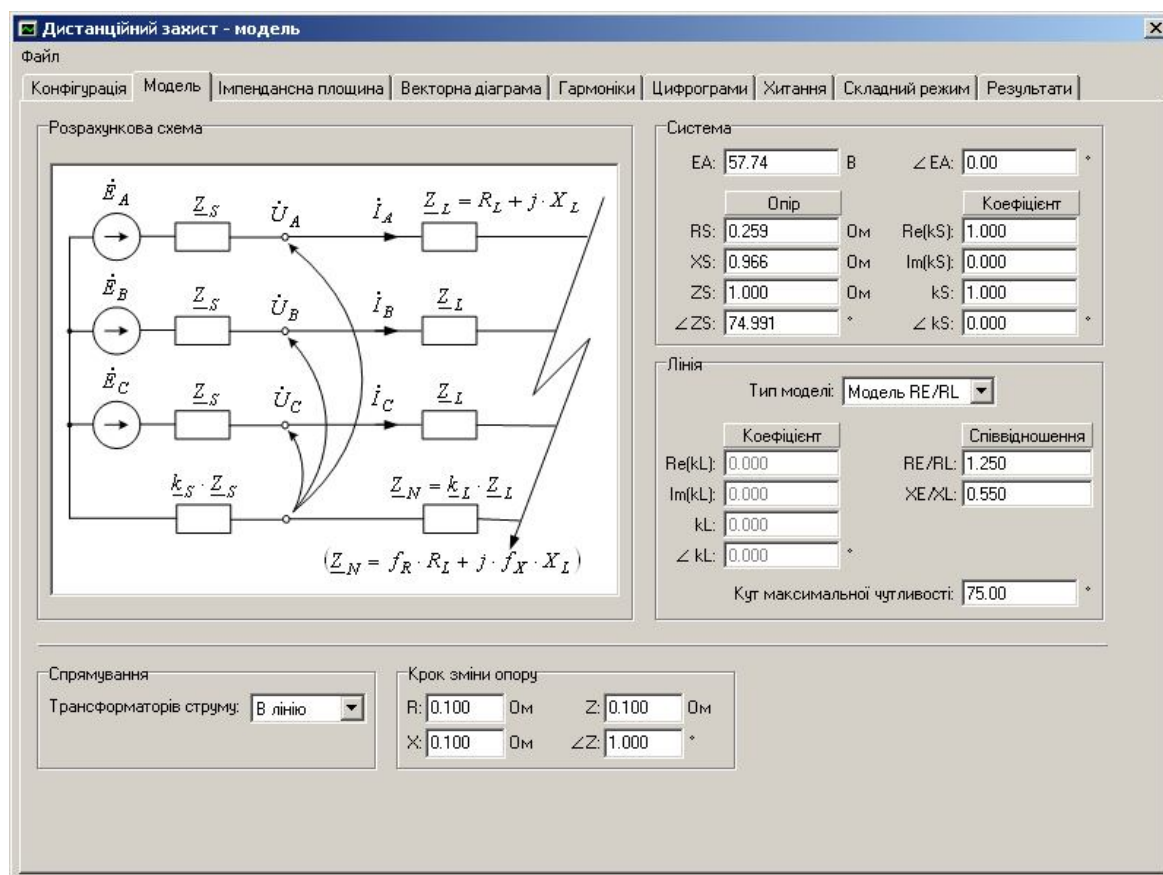 Дистанційний захист - модель
Файл
Конфігурація Модель Імпендансна площина Векторна діаграма Гармоніки Цифрограми Хитання Складний режим Результати
Розрахункова схема
Ė_A Z_S U̇_A İ_A Z_L = R_L + j · X_L
Ė_B Z_S U̇_B İ_B Z_L
Ė_C Z_S U̇_C İ_C Z_L
k_S · Z_S Z_N = k_L · Z_L
(Z_N = f_R · R_L + j · f_X · X_L)
Система
EA: 57.74 В ∠EA: 0.00 °
Опір Коефіцієнт
RS: 0.259 Ом Re(kS): 1.000
XS: 0.966 Ом Im(kS): 0.000
ZS: 1.000 Ом kS: 1.000
∠ZS: 74.991 ° ∠ kS: 0.000 °
Лінія
Тип моделі: Модель RE/RL
Коефіцієнт Співвідношення
Re(kL): 0.000 RE/RL: 1.250
Im(kL): 0.000 XE/XL: 0.550
kL: 0.000
∠ kL: 0.000 °
Кут максимальної чутливості: 75.00 °
Спрямування
Трансформаторів струму: В лінію
Крок зміни опору
R: 0.100 Ом Z: 0.100 Ом
X: 0.100 Ом ∠Z: 1.000 °